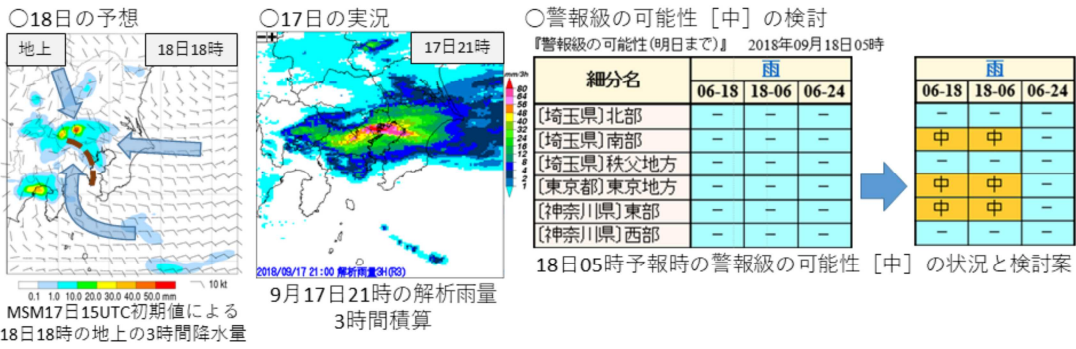 ○18日の予想
地上
18日18時
0.1 1.0 10.0 20.0 30.0 40.0 50.0 mm
10 kt
MSM17日15UTC初期値による
18日18時の地上の3時間降水量
○17日の実況
17日21時
mm/3h
80
64
56
48
40
32
24
16
12
8
4
2
1
2018/09/17 21:00 解析雨量3H(R3)
9月17日21時の解析雨量
3時間積算
○警報級の可能性［中］の検討
『警報級の可能性(明日まで)』 2018年09月18日05時
細分名 雨
06-18 18-06 06-24
[埼玉県]北部 － － －
[埼玉県]南部 － － －
[埼玉県]秩父地方 － － －
[東京都]東京地方 － － －
[神奈川県]東部 － － －
[神奈川県]西部 － － －
雨
06-18 18-06 06-24
－ － －
中 中 －
－ － －
中 中 －
中 中 －
－ － －
18日05時予報時の警報級の可能性［中］の状況と検討案